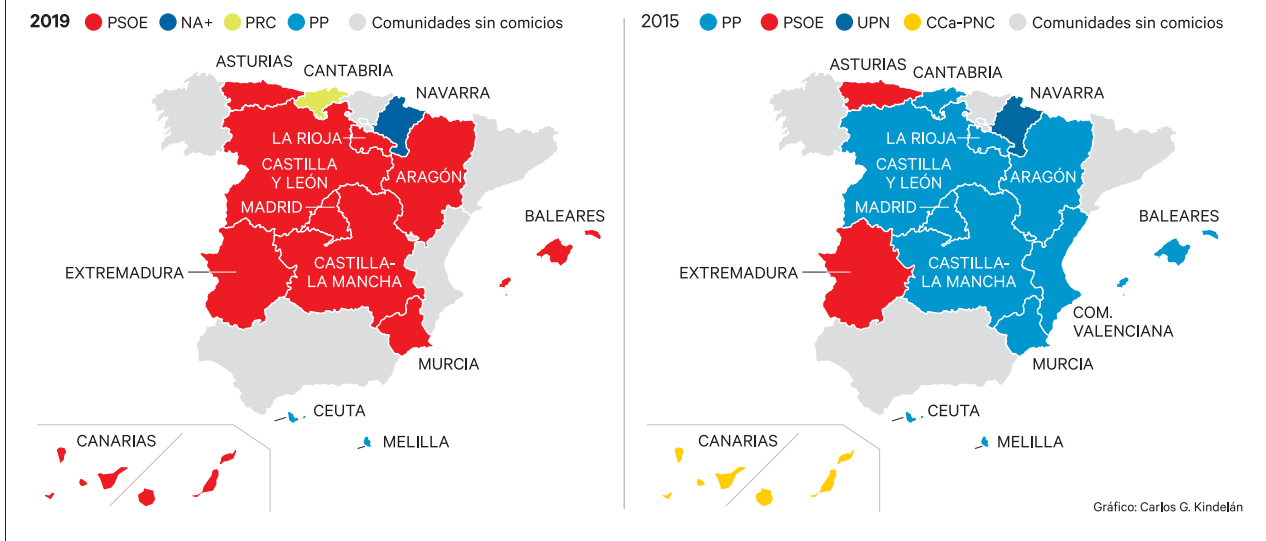 2019 PSOE NA+ PRC PP Comunidades sin comicios
ASTURIAS
CANTABRIA
NAVARRA
LA RIOJA
CASTILLA
Y LEÓN
ARAGÓN
MADRID
BALEARES
EXTREMADURA
CASTILLA-
LA MANCHA
MURCIA
CEUTA
MELILLA
CANARIAS
2015 PP PSOE UPN CCa-PNC Comunidades sin comicios
ASTURIAS
CANTABRIA
NAVARRA
LA RIOJA
CASTILLA
Y LEÓN
ARAGÓN
MADRID
BALEARES
EXTREMADURA
CASTILLA-
LA MANCHA
COM.
VALENCIANA
MURCIA
CEUTA
MELILLA
CANARIAS
Gráfico: Carlos G. Kindelán